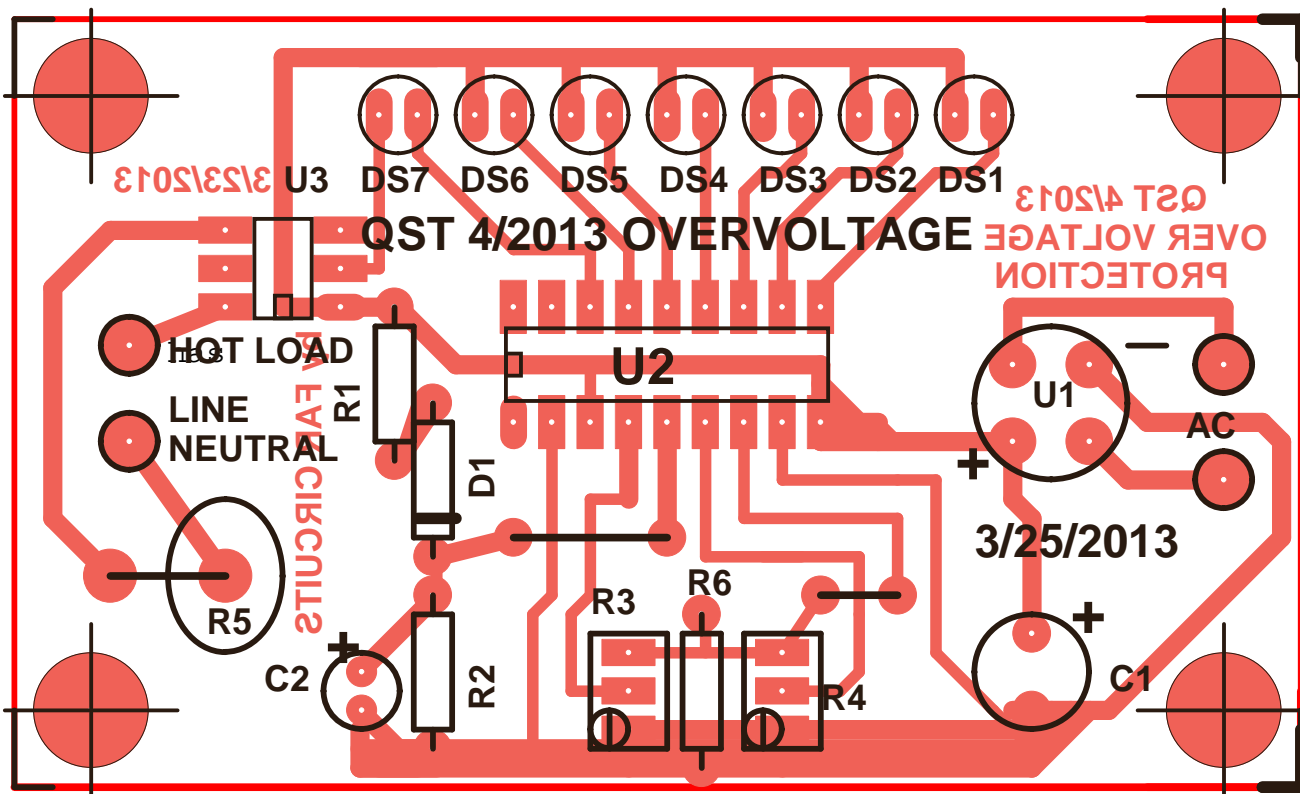 3/23/2013 U3 DS7 DS6 DS5 DS4 DS3 DS2 DS1
QST 4/2013 OVERVOLTAGE
QST 4/2013
OVER VOLTAGE
PROTECTION
HOT LOAD
LINE
NEUTRAL
R1
U2
U1
AC
D1
FAR CIRCUITS
3/25/2013
R5
R3
R6
C2
R2
R4
C1